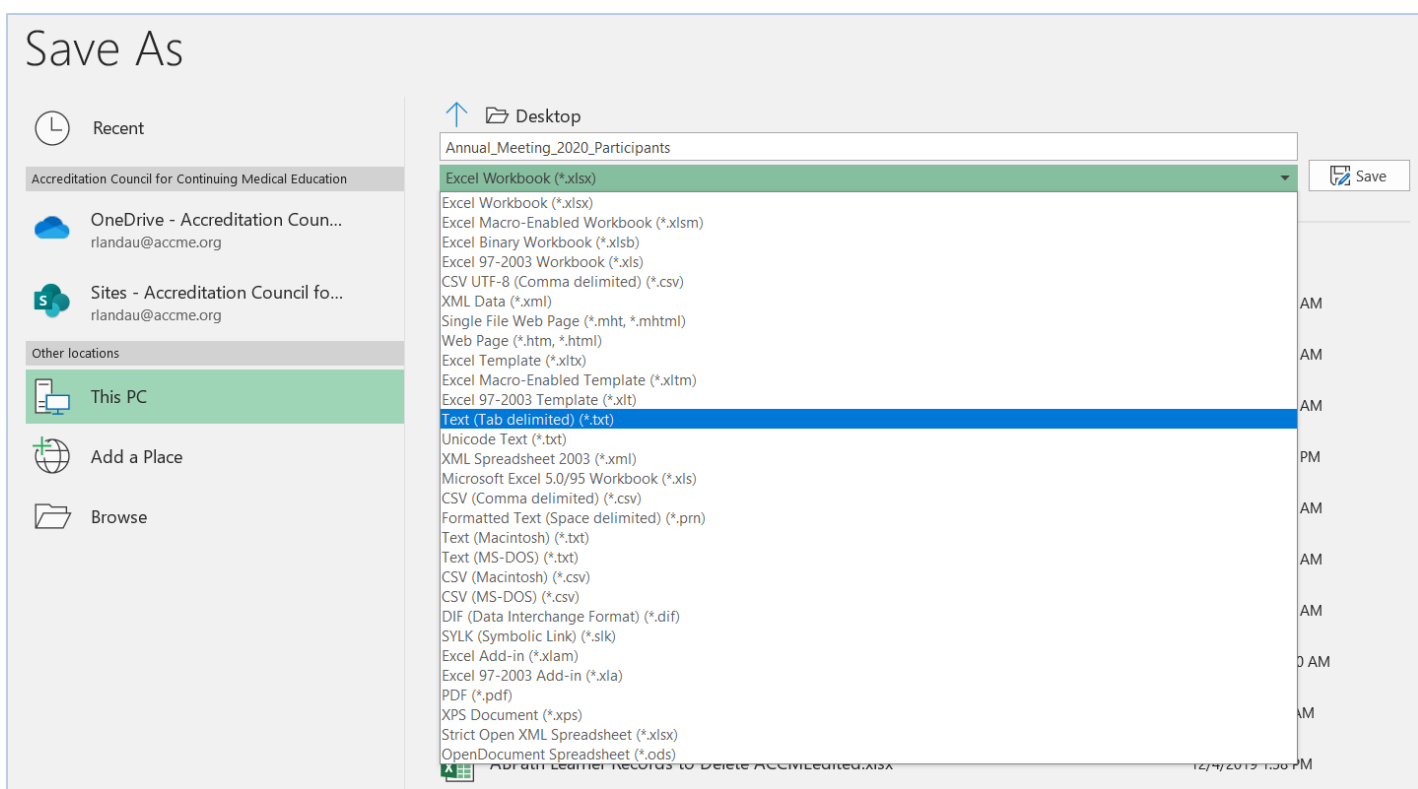 Save As
Recent
Accreditation Council for Continuing Medical Education
OneDrive - Accreditation Coun...
rlandau@accme.org
Sites - Accreditation Council fo...
rlandau@accme.org
Other locations
This PC
Add a Place
Browse
Desktop
Annual_Meeting_2020_Participants
Excel Workbook (*.xlsx)
Save
Excel Workbook (*.xlsx)
Excel Macro-Enabled Workbook (*.xlsm)
Excel Binary Workbook (*.xlsb)
Excel 97-2003 Workbook (*.xls)
CSV UTF-8 (Comma delimited) (*.csv)
XML Data (*.xml)
AM
Single File Web Page (*.mht, *.mhtml)
Web Page (*.htm, *.html)
AM
Excel Template (*.xltx)
Excel Macro-Enabled Template (*.xltm)
Excel 97-2003 Template (*.xlt)
AM
Text (Tab delimited) (*.txt)
Unicode Text (*.txt)
XML Spreadsheet 2003 (*.xml)
PM
Microsoft Excel 5.0/95 Workbook (*.xls)
CSV (Comma delimited) (*.csv)
AM
Formatted Text (Space delimited) (*.prn)
Text (Macintosh) (*.txt)
Text (MS-DOS) (*.txt)
AM
CSV (Macintosh) (*.csv)
CSV (MS-DOS) (*.csv)
AM
DIF (Data Interchange Format) (*.dif)
SYLK (Symbolic Link) (*.slk)
Excel Add-in (*.xlam)
0 AM
Excel 97-2003 Add-in (*.xla)
PDF (*.pdf)
XPS Document (*.xps)
AM
Strict Open XML Spreadsheet (*.xlsx)
OpenDocument Spreadsheet (*.ods)
ABPath Learner Records to Delete ACCMEedited.xlsx
12/4/2019 1:58 PM